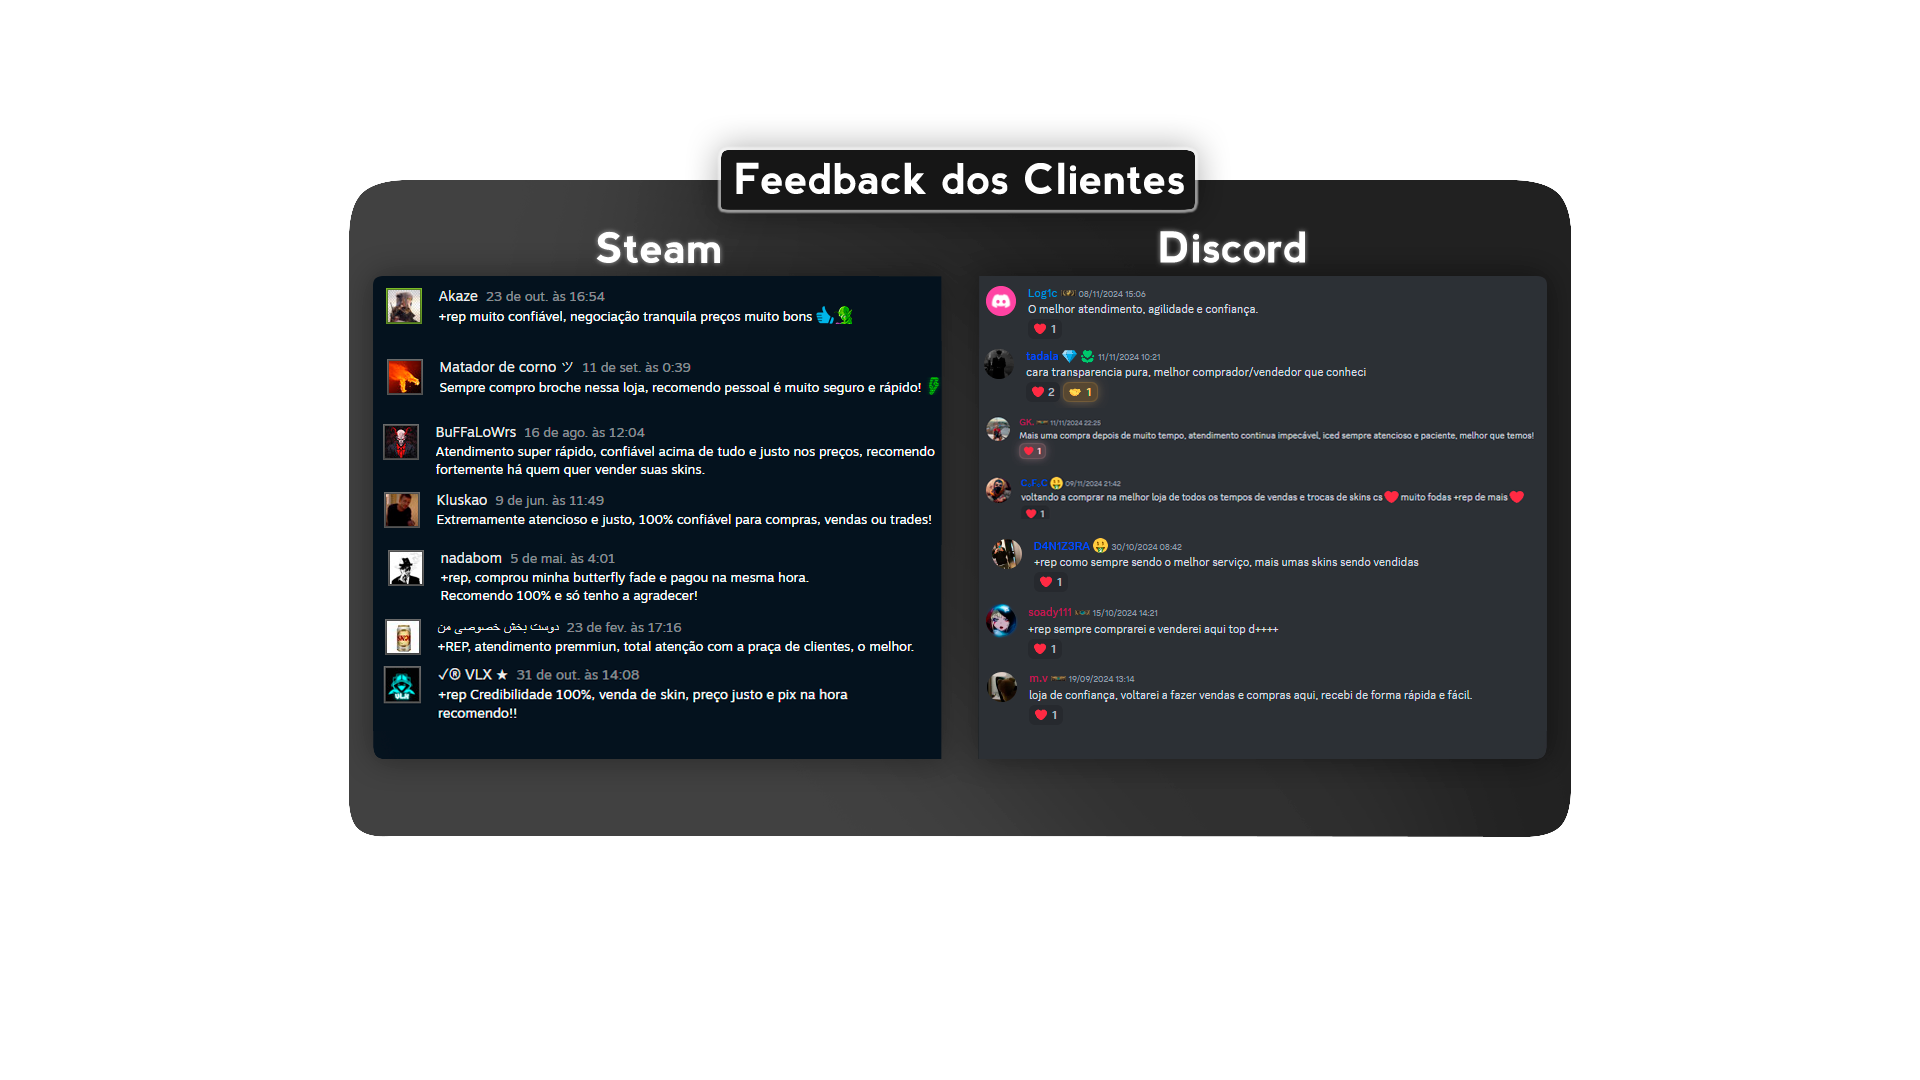 Feedback dos Clientes
Steam
Akaze 23 de out. às 16:54
+rep muito confiável, negociação tranquila preços muito bons
Matador de corno ツ 11 de set. às 0:39
Sempre compro broche nessa loja, recomendo pessoal é muito seguro e rápido!
BuFFaLoWrs 16 de ago. às 12:04
Atendimento super rápido, confiável acima de tudo e justo nos preços, recomendo
fortemente há quem quer vender suas skins.
Kluskao 9 de jun. às 11:49
Extremamente atencioso e justo, 100% confiável para compras, vendas ou trades!
nadabom 5 de mai. às 4:01
+rep, comprou minha butterfly fade e pagou na mesma hora.
Recomendo 100% e só tenho a agradecer!
دوست بخش خصوصی من 23 de fev. às 17:16
+REP, atendimento premmiun, total atenção com a praça de clientes, o melhor.
✓® VLX ★ 31 de out. às 14:08
+rep Credibilidade 100%, venda de skin, preço justo e pix na hora
recomendo!!
Discord
Log1c 08/11/2024 15:06
O melhor atendimento, agilidade e confiança.
❤ 1
tadala 11/11/2024 10:21
cara transparencia pura, melhor comprador/vendedor que conheci
❤ 2 🤝 1
GK. 11/11/2024 22:25
Mais uma compra depois de muito tempo, atendimento continua impecável, iced sempre atencioso e paciente, melhor que temos!
❤ 1
C.F.C 09/11/2024 21:42
voltando a comprar na melhor loja de todos os tempos de vendas e trocas de skins cs ❤ muito fodas +rep de mais ❤
❤ 1
D4N1Z3RA 30/10/2024 08:42
+rep como sempre sendo o melhor serviço, mais umas skins sendo vendidas
❤ 1
soady111 15/10/2024 14:21
+rep sempre comprarei e venderei aqui top d++++
❤ 1
m.v 19/09/2024 13:14
loja de confiança, voltarei a fazer vendas e compras aqui, recebi de forma rápida e fácil.
❤ 1